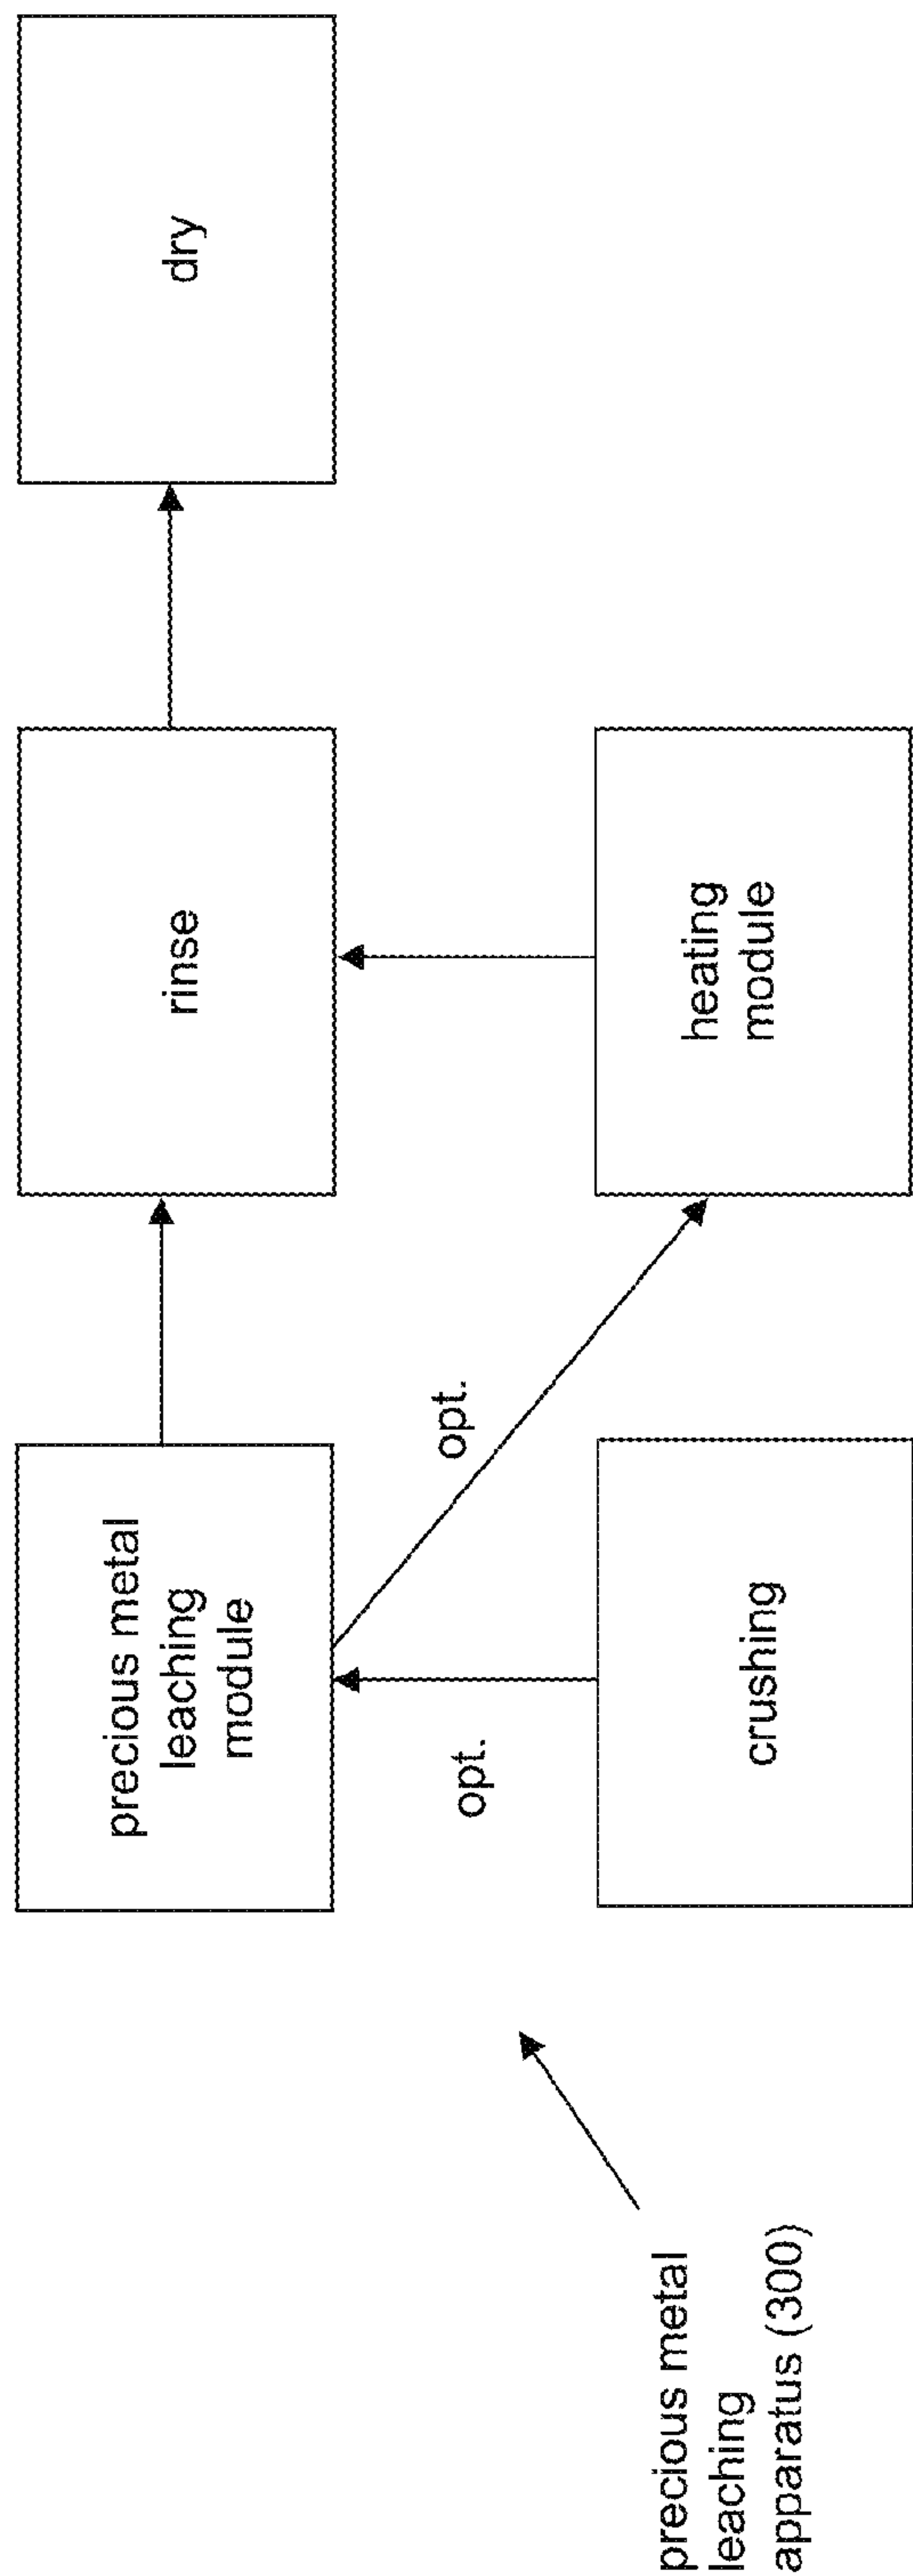 precious metal
leaching
module
rinse
dry
opt.
opt.
crushing
heating
module
precious metal
leaching
apparatus (300)